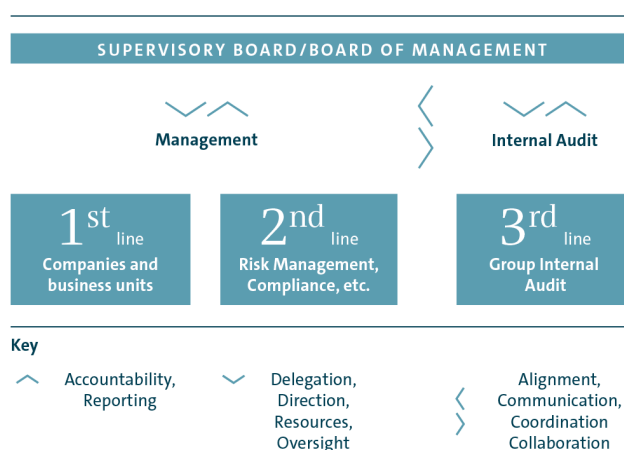 SUPERVISORY BOARD/BOARD OF MANAGEMENT
Management
Internal Audit
1st line
Companies and
business units
2nd line
Risk Management,
Compliance, etc.
3rd line
Group Internal
Audit
Key
Accountability,
Reporting
Delegation,
Direction,
Resources,
Oversight
Alignment,
Communication,
Coordination
Collaboration